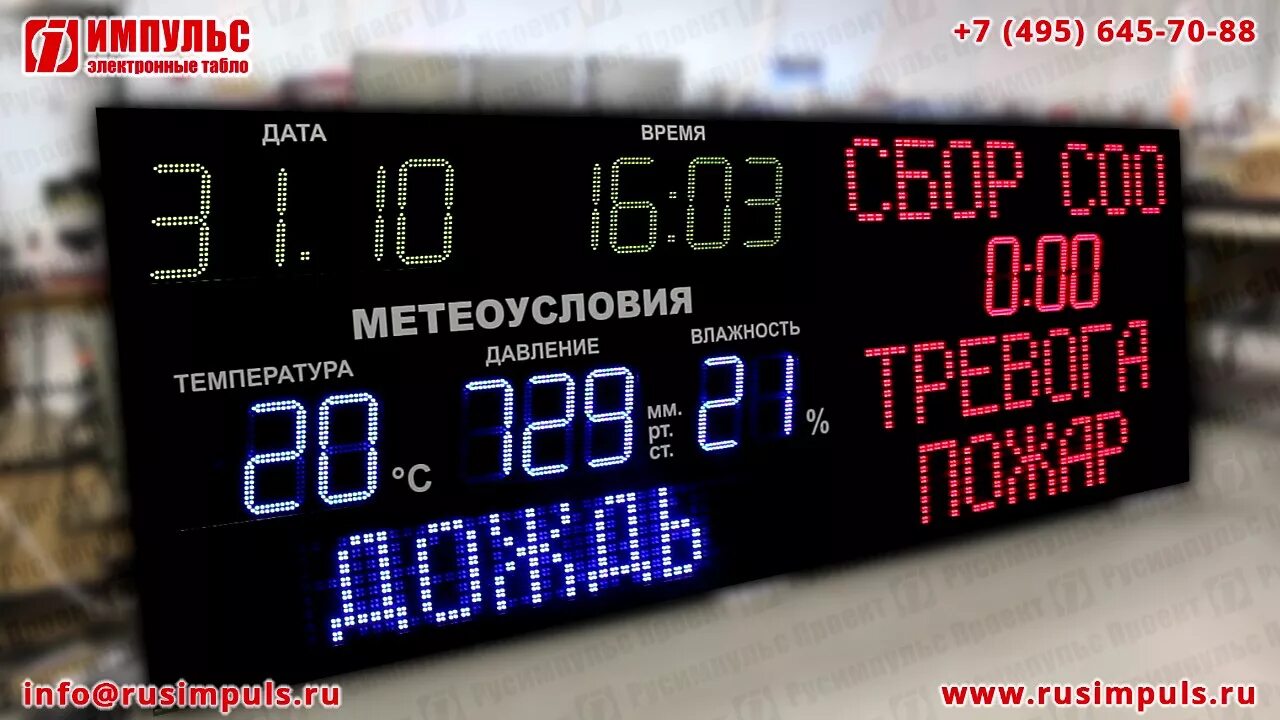 ИМПУЛЬС
электронные табло
+7 (495) 645-70-88
ДАТА
ВРЕМЯ
31.10
16:03
СБОР СОО
0:00
ТРЕВОГА
ПОЖАР
МЕТЕОУСЛОВИЯ
ТЕМПЕРАТУРА
ДАВЛЕНИЕ
ВЛАЖНОСТЬ
28 °C
729 мм. рт. ст.
21 %
ДОЖДЬ
info@rusimpuls.ru
www.rusimpuls.ru